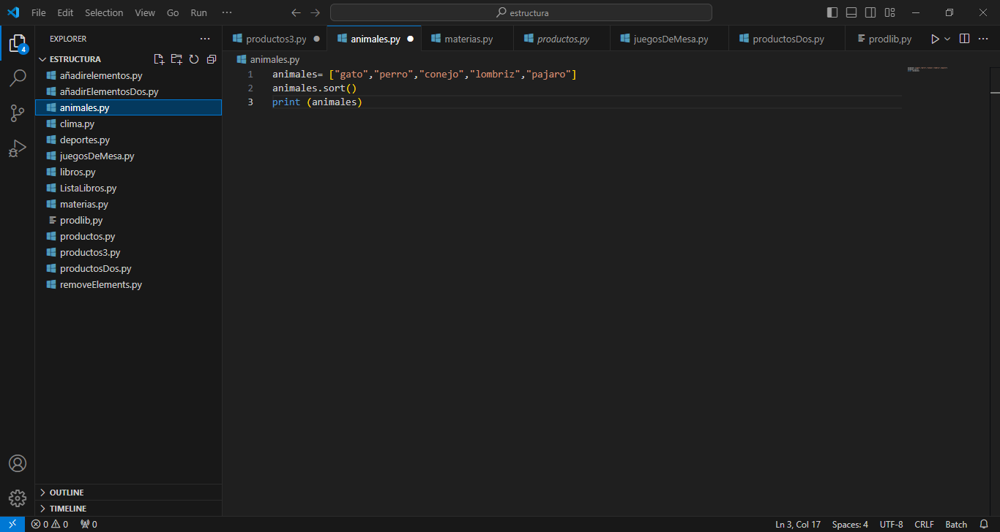 File Edit Selection View Go Run ··· estructura
EXPLORER ···
4
ESTRUCTURA
añadirelementos.py
añadirElementosDos.py
animales.py
clima.py
deportes.py
juegosDeMesa.py
libros.py
ListaLibros.py
materias.py
prodlib,py
productos.py
productos3.py
productosDos.py
removeElements.py
OUTLINE
TIMELINE
productos3.py animales.py materias.py productos.py juegosDeMesa.py productosDos.py prodlib,py ···
animales.py
1 animales= ["gato","perro","conejo","lombriz","pajaro"]
2 animales.sort()
3 print (animales)
0 0 0 Ln 3, Col 17 Spaces: 4 UTF-8 CRLF Batch